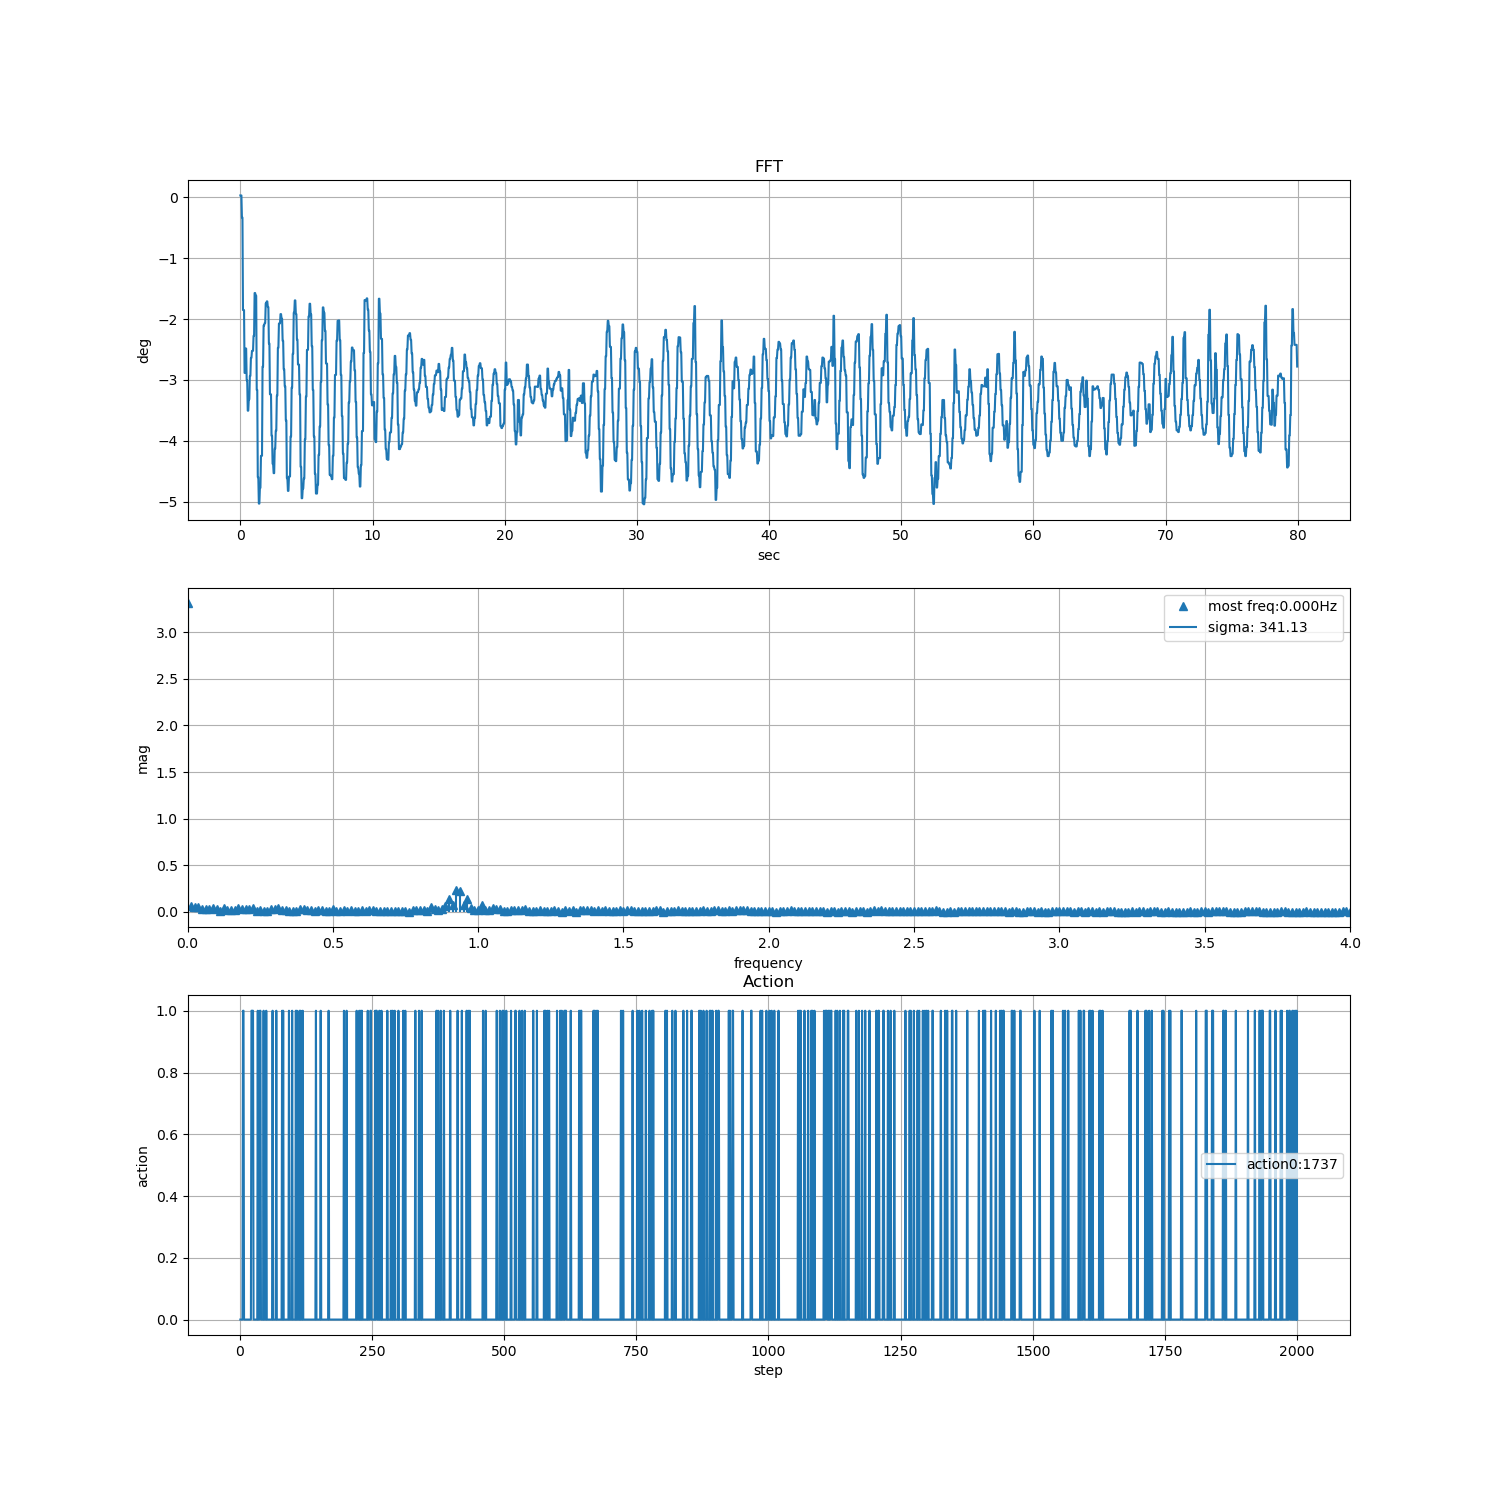 FFT
0
−1
−2
−3
−4
−5
deg
0 10 20 30 40 50 60 70 80
sec
3.0
2.5
2.0
1.5
1.0
0.5
0.0
mag
most freq:0.000Hz
sigma: 341.13
0.0 0.5 1.0 1.5 2.0 2.5 3.0 3.5 4.0
frequency
Action
1.0
0.8
0.6
0.4
0.2
0.0
action
action0:1737
0 250 500 750 1000 1250 1500 1750 2000
step